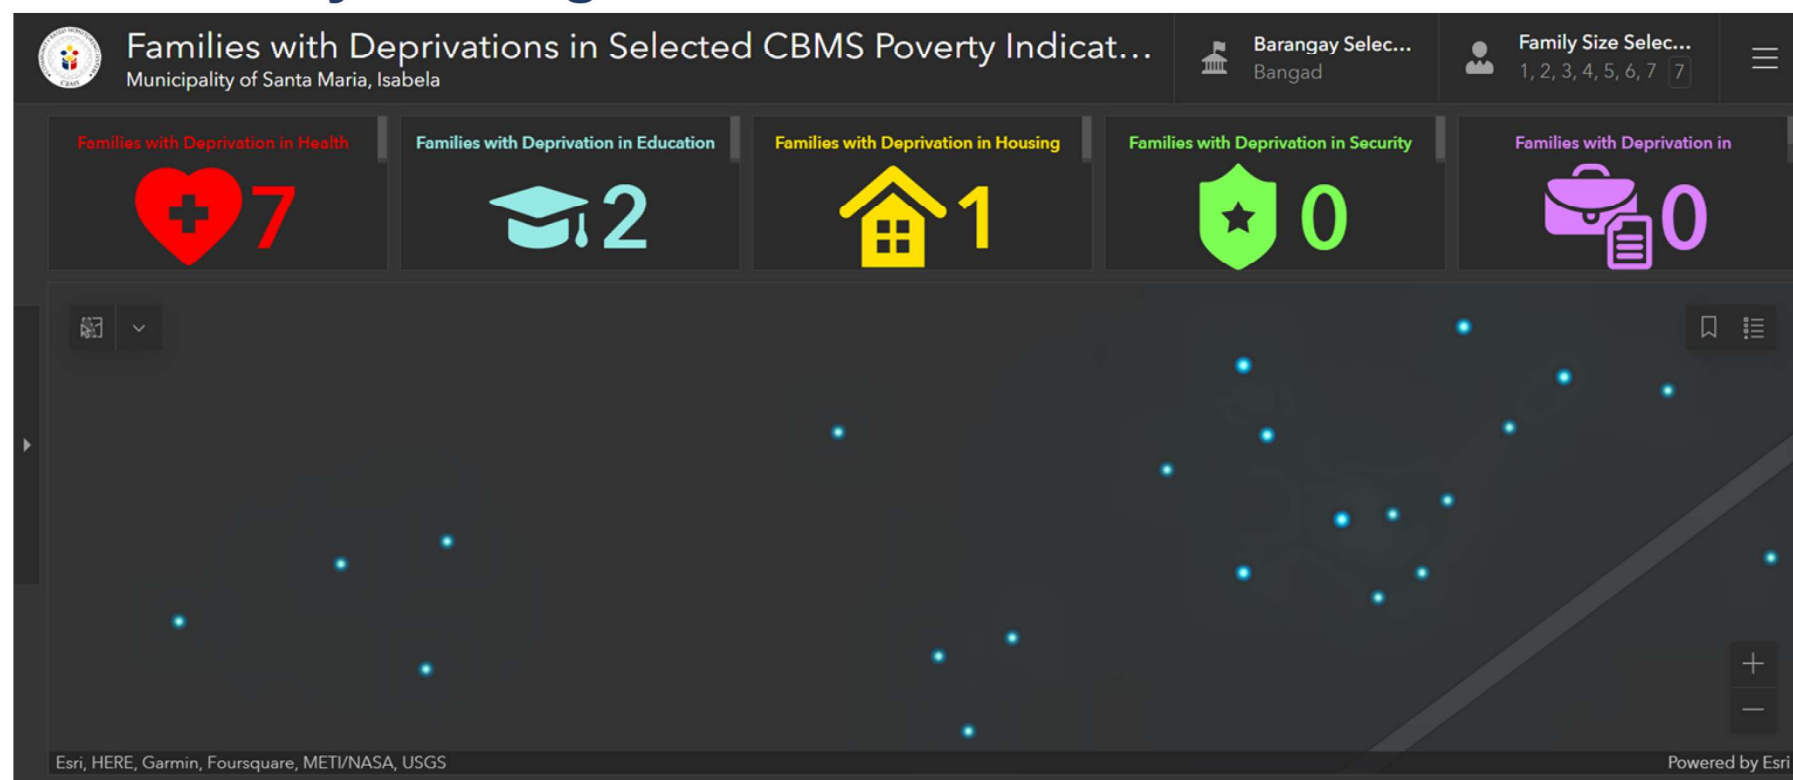 Families with Deprivations in Selected CBMS Poverty Indicat...
Municipality of Santa Maria, Isabela
Barangay Selec...
Bangad
Family Size Selec...
1, 2, 3, 4, 5, 6, 7 7
Families with Deprivation in Health
7
Families with Deprivation in Education
2
Families with Deprivation in Housing
1
Families with Deprivation in Security
0
Families with Deprivation in
0
Esri, HERE, Garmin, Foursquare, METI/NASA, USGS
Powered by Esri